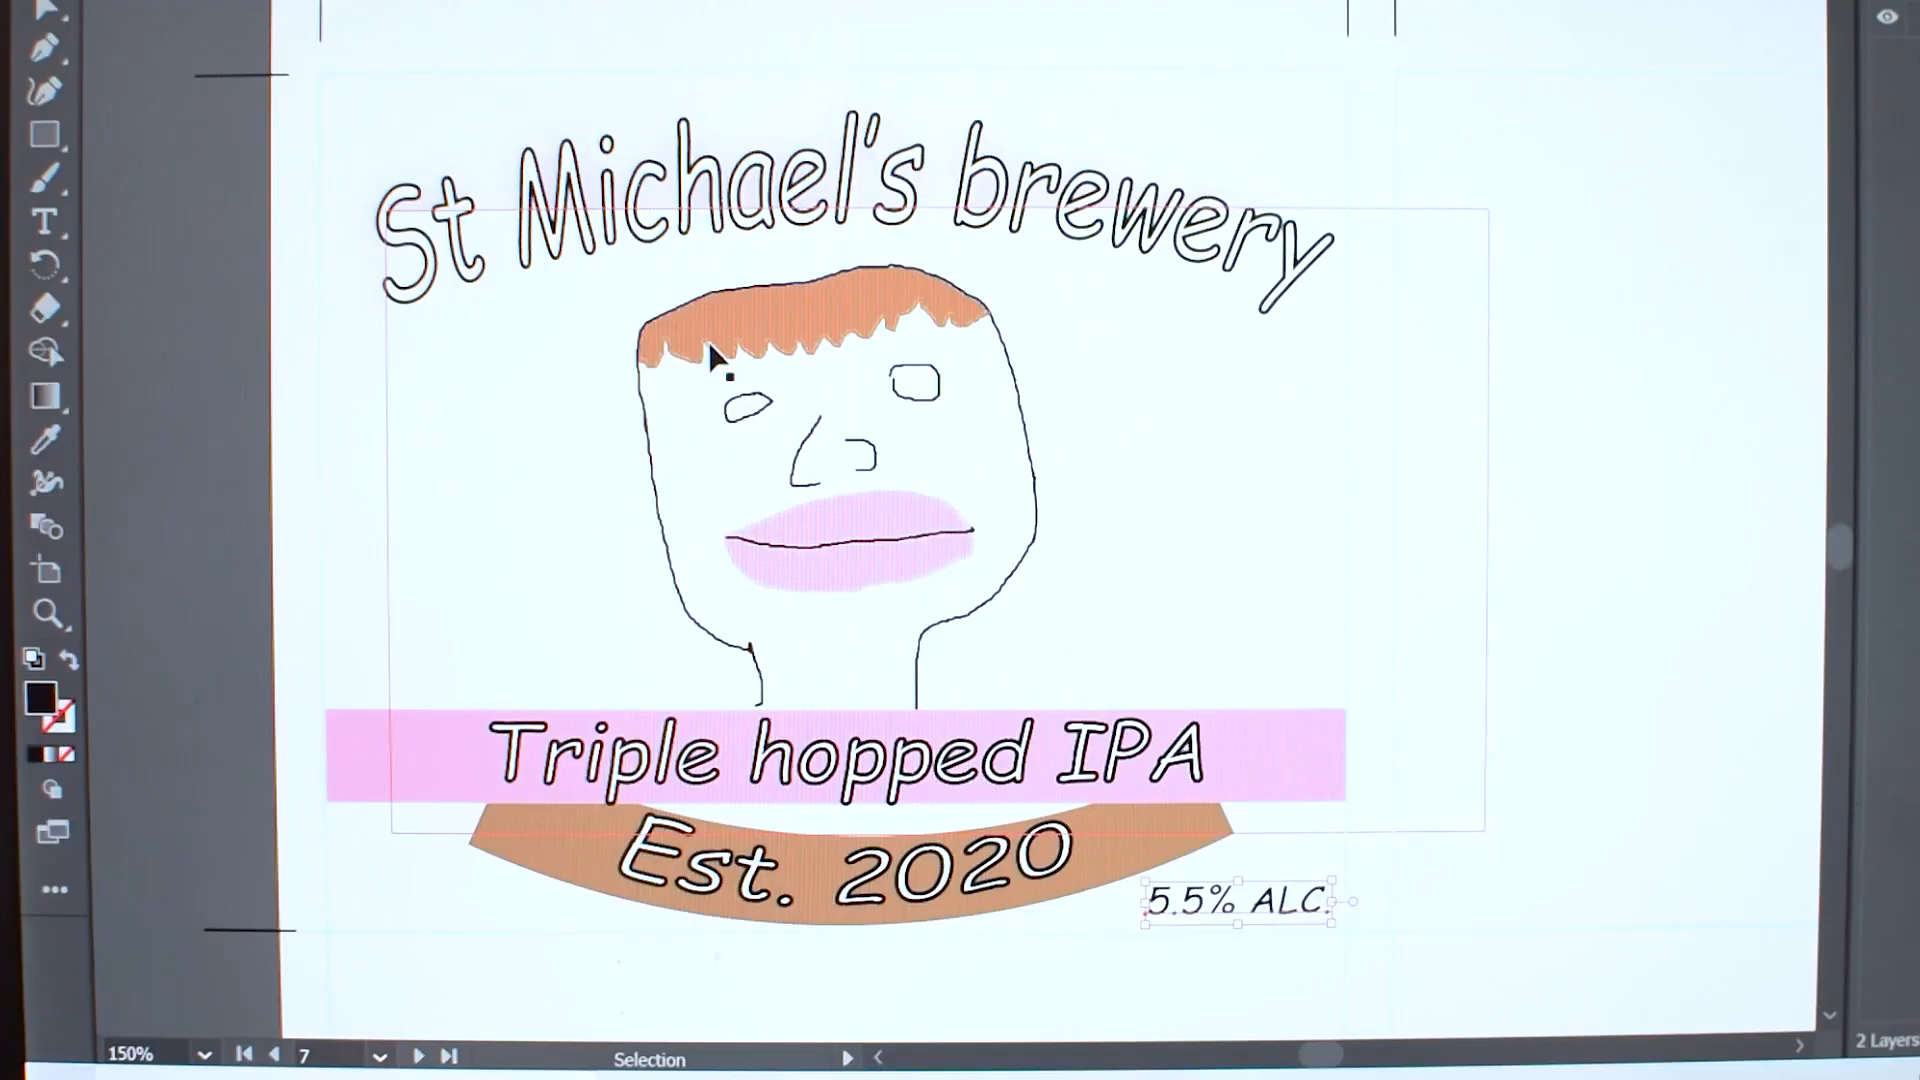 St Michael's brewery
Triple hopped IPA
Est. 2020
5.5% ALC.
150%
7
Selection
2 Layers